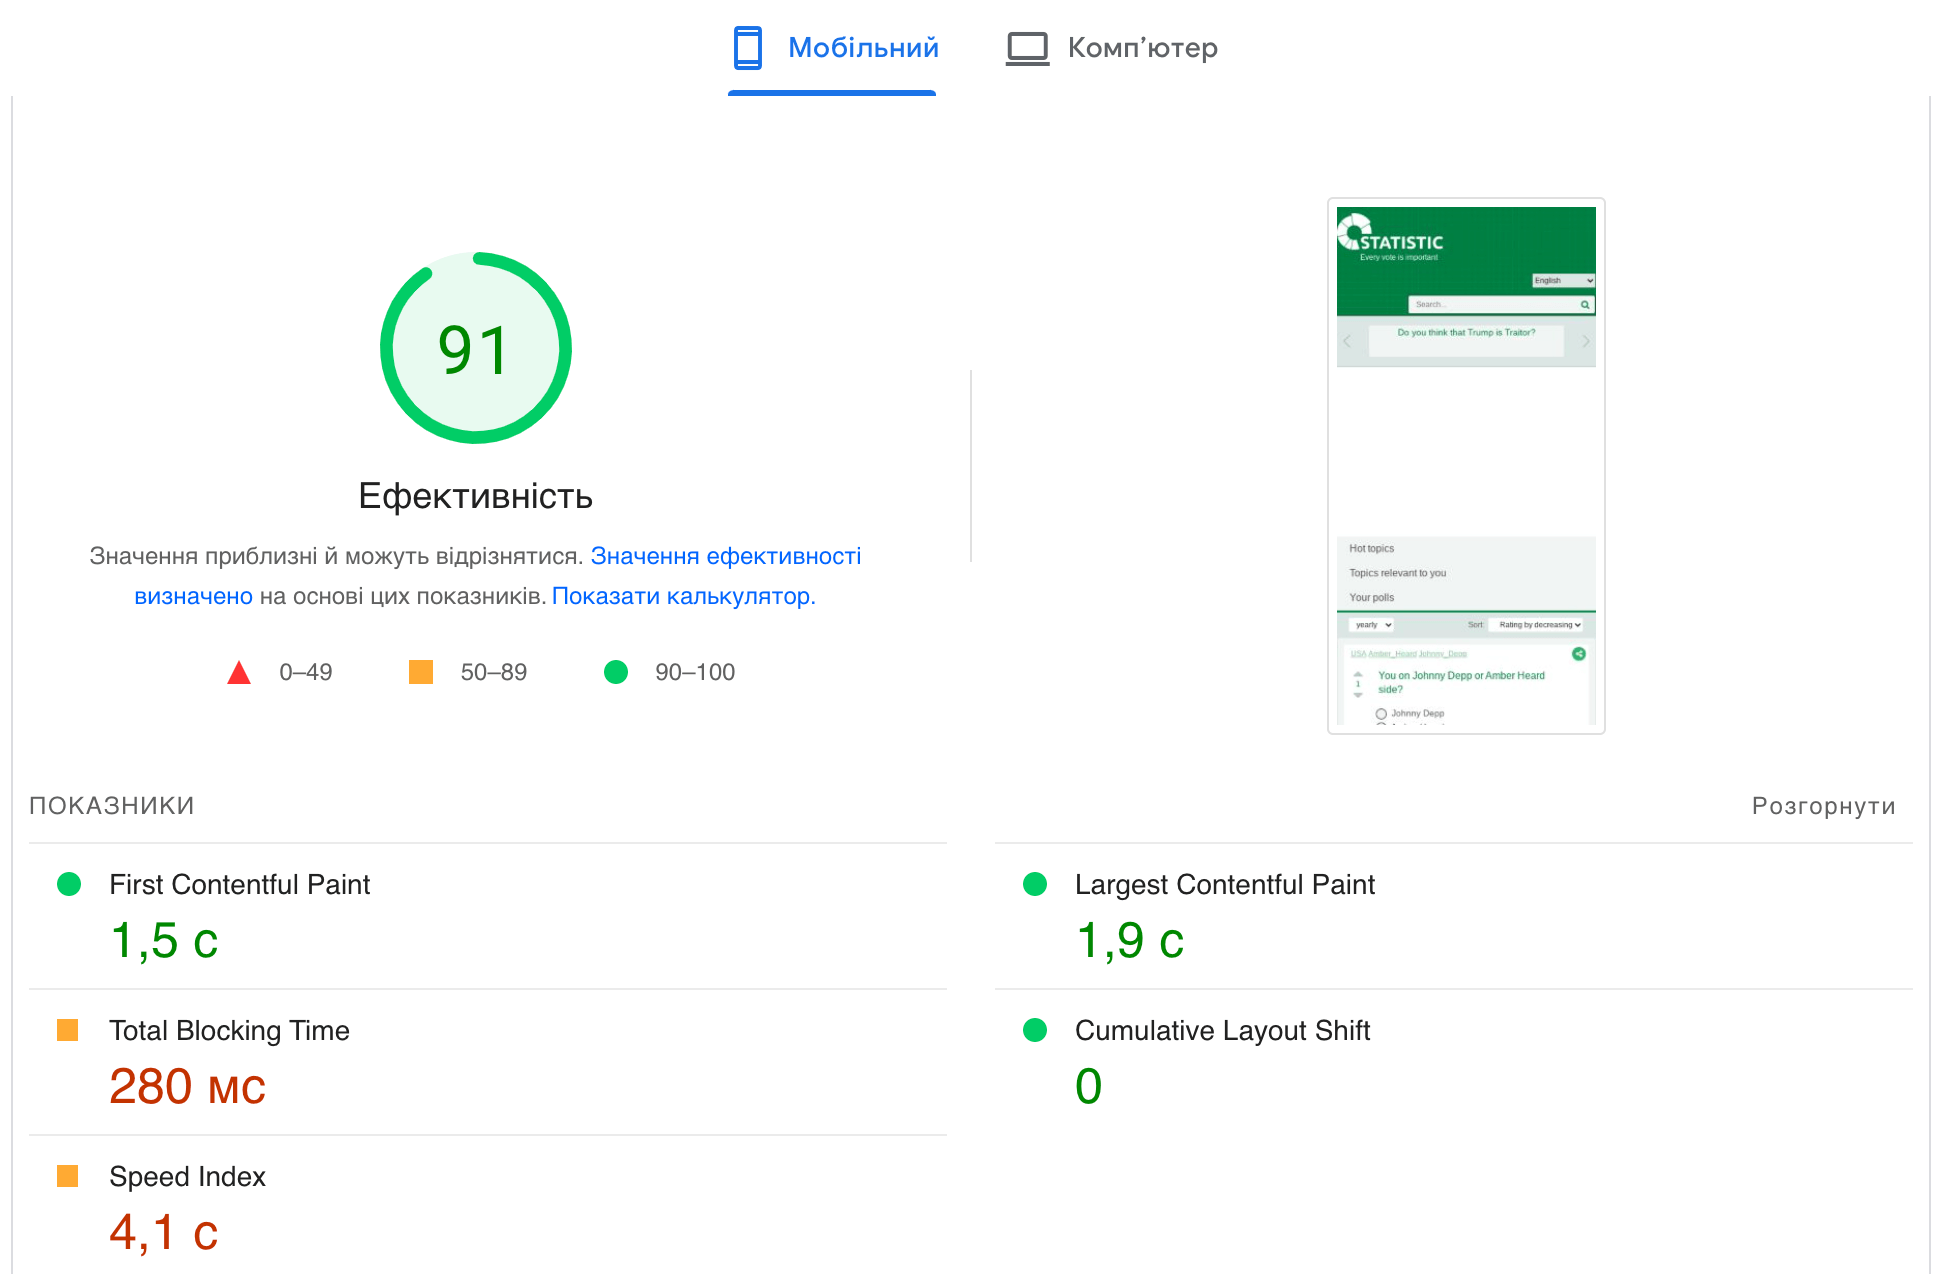 Мобільний
Комп’ютер
91
Ефективність
Значення приблизні й можуть відрізнятися. Значення ефективності
визначено на основі цих показників. Показати калькулятор.
0–49
50–89
90–100
STATISTIC
Every vote is important
English
Search...
Do you think that Trump is Traitor?
Hot topics
Topics relevant to you
Your polls
yearly
Sort: Rating by decreasing
USA Amber_Heard Johnny_Depp
1
You on Johnny Depp or Amber Heard
side?
Johnny Depp
ПОКАЗНИКИ
Розгорнути
First Contentful Paint
1,5 с
Largest Contentful Paint
1,9 с
Total Blocking Time
280 мс
Cumulative Layout Shift
0
Speed Index
4,1 с